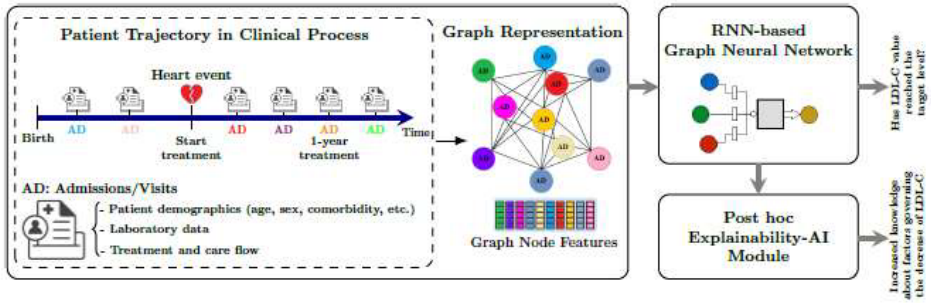 Patient Trajectory in Clinical Process
Heart event
AD
AD
AD
AD
AD
AD
Birth
Start
treatment
1-year
treatment
Time
AD: Admissions/Visits
- Patient demographics (age, sex, comorbidity, etc.)
- Laboratory data
- Treatment and care flow
Graph Representation
AD
AD
AD
AD
AD
AD
AD
AD
AD
AD
Graph Node Features
RNN-based
Graph Neural Network
Has LDL-C value
reached the
target level?
Post hoc
Explainability-AI
Module
Increased knowledge
about factors governing
the decrease of LDL-C